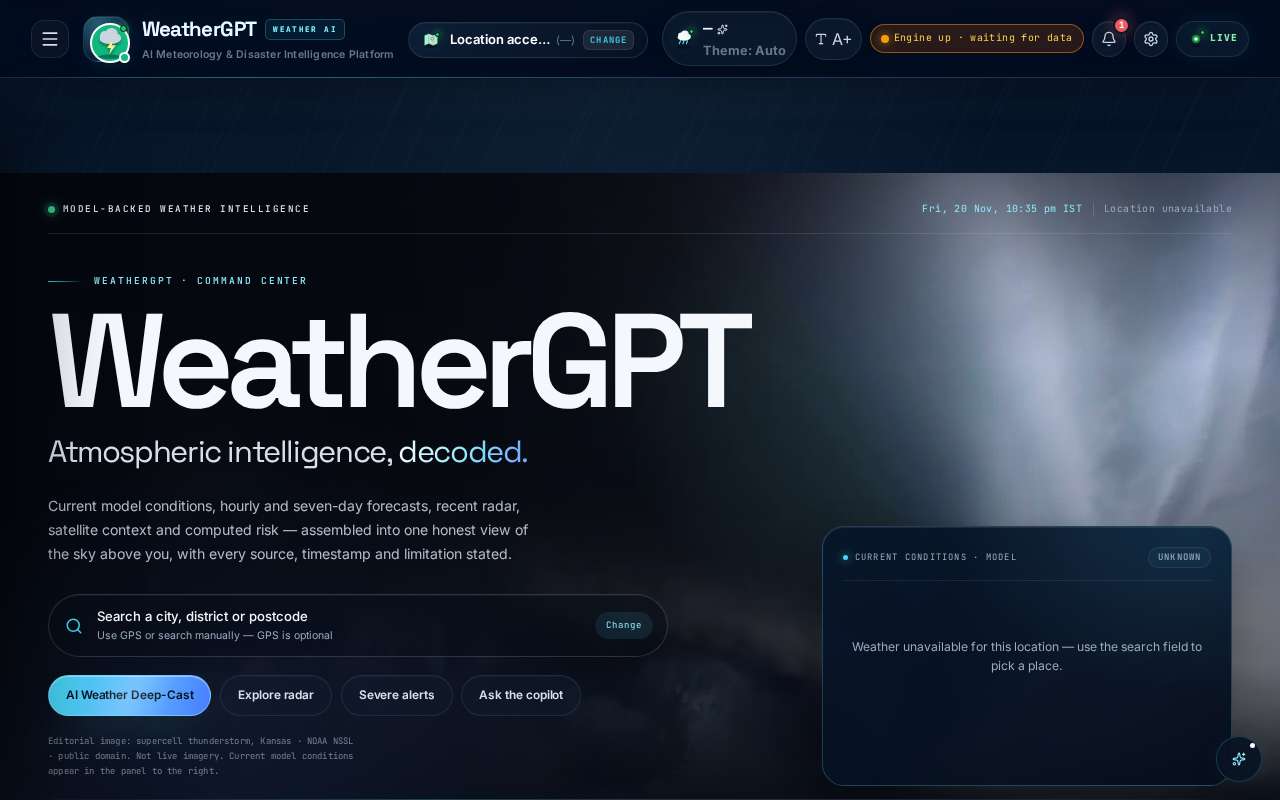 WeatherGPT WEATHER AI
AI Meteorology & Disaster Intelligence Platform
Location acce... (—) CHANGE
—
Theme: Auto
A+
Engine up · waiting for data
1
LIVE
MODEL-BACKED WEATHER INTELLIGENCE
Fri, 20 Nov, 10:35 pm IST | Location unavailable
WEATHERGPT · COMMAND CENTER
WeatherGPT
Atmospheric intelligence, decoded.
Current model conditions, hourly and seven-day forecasts, recent radar,
satellite context and computed risk — assembled into one honest view of
the sky above you, with every source, timestamp and limitation stated.
Search a city, district or postcode
Use GPS or search manually — GPS is optional
Change
AI Weather Deep-Cast
Explore radar
Severe alerts
Ask the copilot
Editorial image: supercell thunderstorm, Kansas · NOAA NSSL
· public domain. Not live imagery. Current model conditions
appear in the panel to the right.
CURRENT CONDITIONS · MODEL
UNKNOWN
Weather unavailable for this location — use the search field to
pick a place.